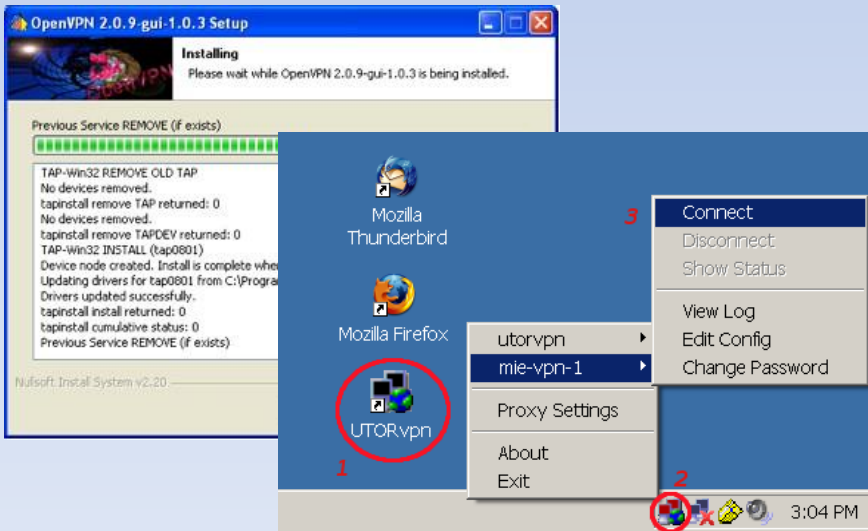 OpenVPN 2.0.9-gui-1.0.3 Setup
Installing
Please wait while OpenVPN 2.0.9-gui-1.0.3 is being installed.
Previous Service REMOVE (if exists)
TAP-Win32 REMOVE OLD TAP
No devices removed.
tapinstall remove TAP returned: 0
No devices removed.
tapinstall remove TAPDEV returned: 0
TAP-Win32 INSTALL (tap0801)
Device node created. Install is complete whe
Updating drivers for tap0801 from C:\Progra
Drivers updated successfully.
tapinstall install returned: 0
tapinstall cumulative status: 0
Previous Service REMOVE (if exists)
Nullsoft Install System v2.20
Mozilla
Thunderbird
Mozilla Firefox
UTORvpn
1
utorvpn
mie-vpn-1
Proxy Settings
About
Exit
2
3
Connect
Disconnect
Show Status
View Log
Edit Config
Change Password
3:04 PM